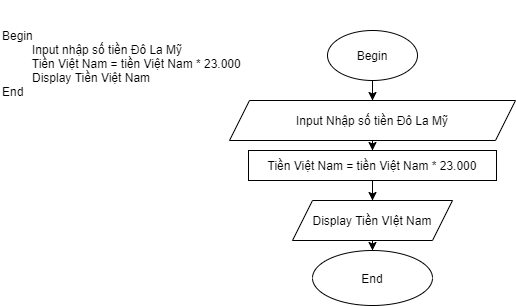 Begin
Input nhập số tiền Đô La Mỹ
Tiền Việt Nam = tiền Việt Nam * 23.000
Display Tiền Việt Nam
End
Begin
Input Nhập số tiền Đô La Mỹ
Tiền Việt Nam = tiền Việt Nam * 23.000
Display Tiền VIệt Nam
End